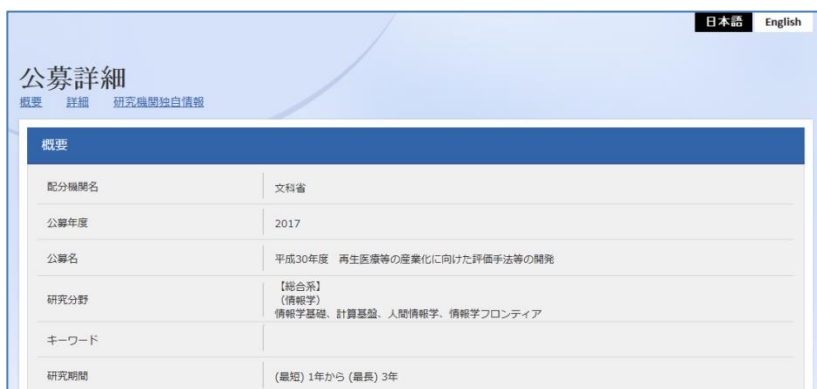 日本語 English
公募詳細
概要 詳細 研究機関独自情報
概要
配分機関名 文科省
公募年度 2017
公募名 平成30年度　再生医療等の産業化に向けた評価手法等の開発
研究分野 【総合系】
（情報学）
情報学基礎、計算基盤、人間情報学、情報学フロンティア
キーワード
研究期間 (最短) 1年から (最長) 3年